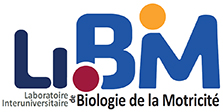 LiBM
Laboratoire
Interuniversitaire de Biologie de la Motricité